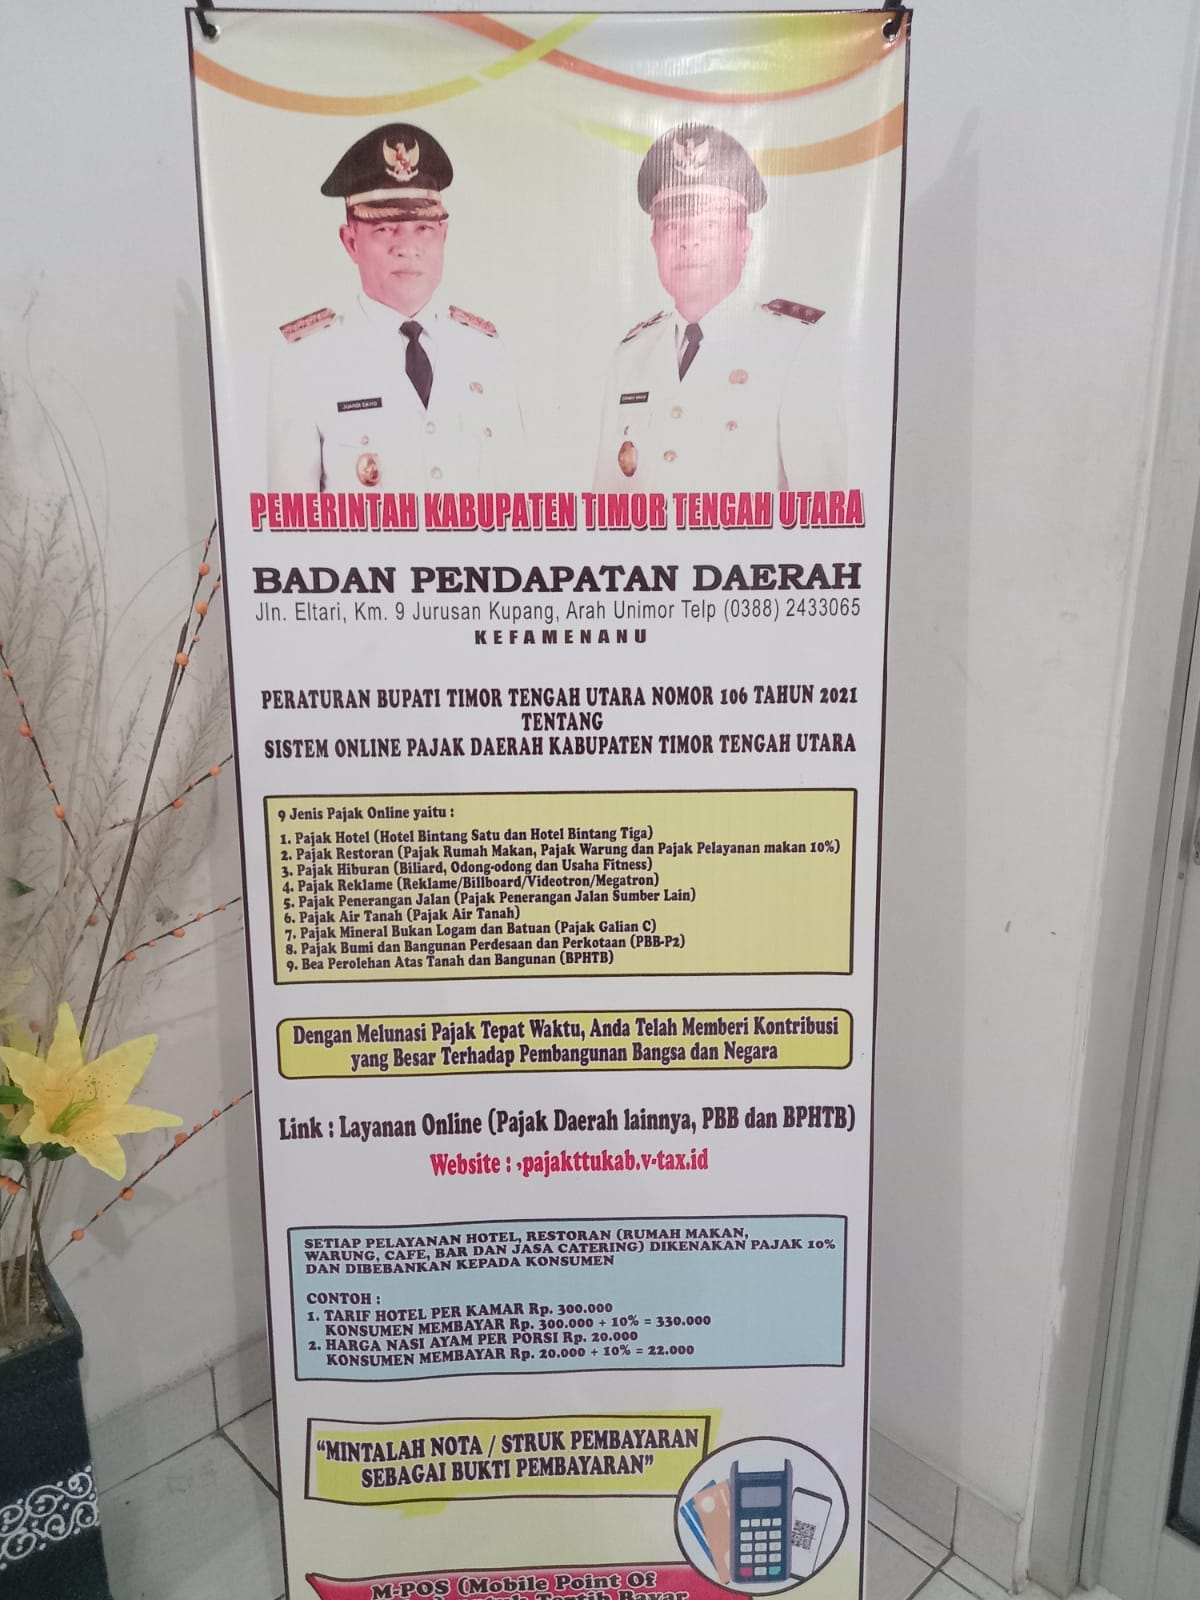 JUANDI DAVID
PEMERINTAH KABUPATEN TIMOR TENGAH UTARA
BADAN PENDAPATAN DAERAH
Jln. Eltari, Km. 9 Jurusan Kupang, Arah Unimor Telp (0388) 2433065
KEFAMENANU
PERATURAN BUPATI TIMOR TENGAH UTARA NOMOR 106 TAHUN 2021
TENTANG
SISTEM ONLINE PAJAK DAERAH KABUPATEN TIMOR TENGAH UTARA
9 Jenis Pajak Online yaitu :
1. Pajak Hotel (Hotel Bintang Satu dan Hotel Bintang Tiga)
2. Pajak Restoran (Pajak Rumah Makan, Pajak Warung dan Pajak Pelayanan makan 10%)
3. Pajak Hiburan (Biliard, Odong-odong dan Usaha Fitness)
4. Pajak Reklame (Reklame/Billboard/Videotron/Megatron)
5. Pajak Penerangan Jalan (Pajak Penerangan Jalan Sumber Lain)
6. Pajak Air Tanah (Pajak Air Tanah)
7. Pajak Mineral Bukan Logam dan Batuan (Pajak Galian C)
8. Pajak Bumi dan Bangunan Perdesaan dan Perkotaan (PBB-P2)
9. Bea Perolehan Atas Tanah dan Bangunan (BPHTB)
Dengan Melunasi Pajak Tepat Waktu, Anda Telah Memberi Kontribusi
yang Besar Terhadap Pembangunan Bangsa dan Negara
Link : Layanan Online (Pajak Daerah lainnya, PBB dan BPHTB)
Website : ·pajakttukab.v-tax.id
SETIAP PELAYANAN HOTEL, RESTORAN (RUMAH MAKAN,
WARUNG, CAFE, BAR DAN JASA CATERING) DIKENAKAN PAJAK 10%
DAN DIBEBANKAN KEPADA KONSUMEN
CONTOH :
1. TARIF HOTEL PER KAMAR Rp. 300.000
KONSUMEN MEMBAYAR Rp. 300.000 + 10% = 330.000
2. HARGA NASI AYAM PER PORSI Rp. 20.000
KONSUMEN MEMBAYAR Rp. 20.000 + 10% = 22.000
"MINTALAH NOTA / STRUK PEMBAYARAN
SEBAGAI BUKTI PEMBAYARAN"
M-POS (Mobile Point Of
Tertib Bayar